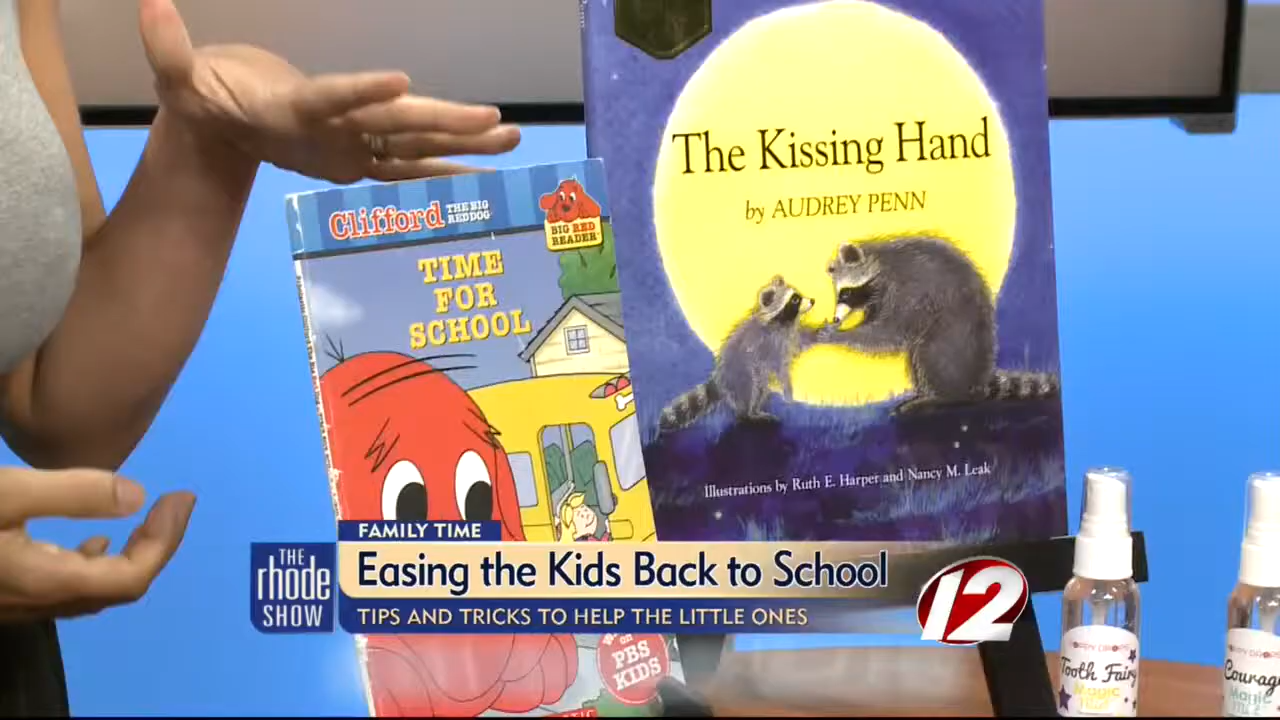 The Kissing Hand
by AUDREY PENN
Illustrations by Ruth E. Harper and Nancy M. Leak
Clifford THE BIG RED DOG
BIG RED READER
TIME
FOR
SCHOOL
PBS
KIDS
FAMILY TIME
THE
rhode
SHOW
Easing the Kids Back to School
TIPS AND TRICKS TO HELP THE LITTLE ONES
12
Tooth Fairy
Magic
Courage
Magic